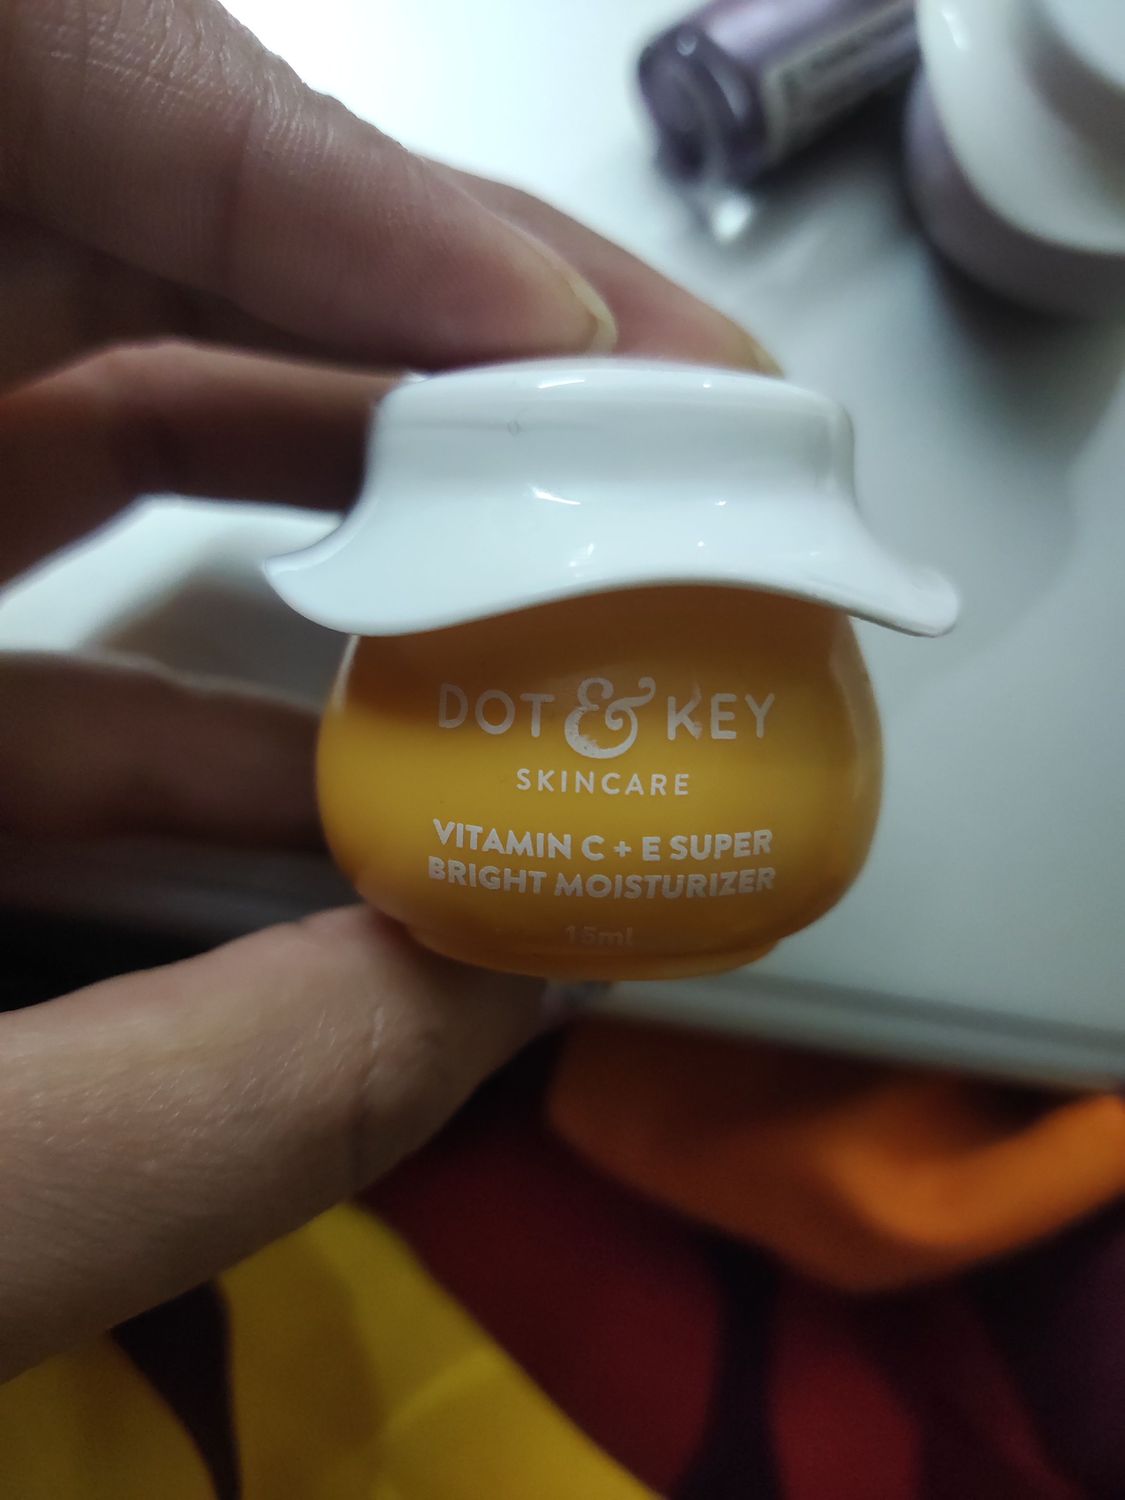 DOT & KEY
SKINCARE
VITAMIN C + E SUPER
BRIGHT MOISTURIZER
15ml